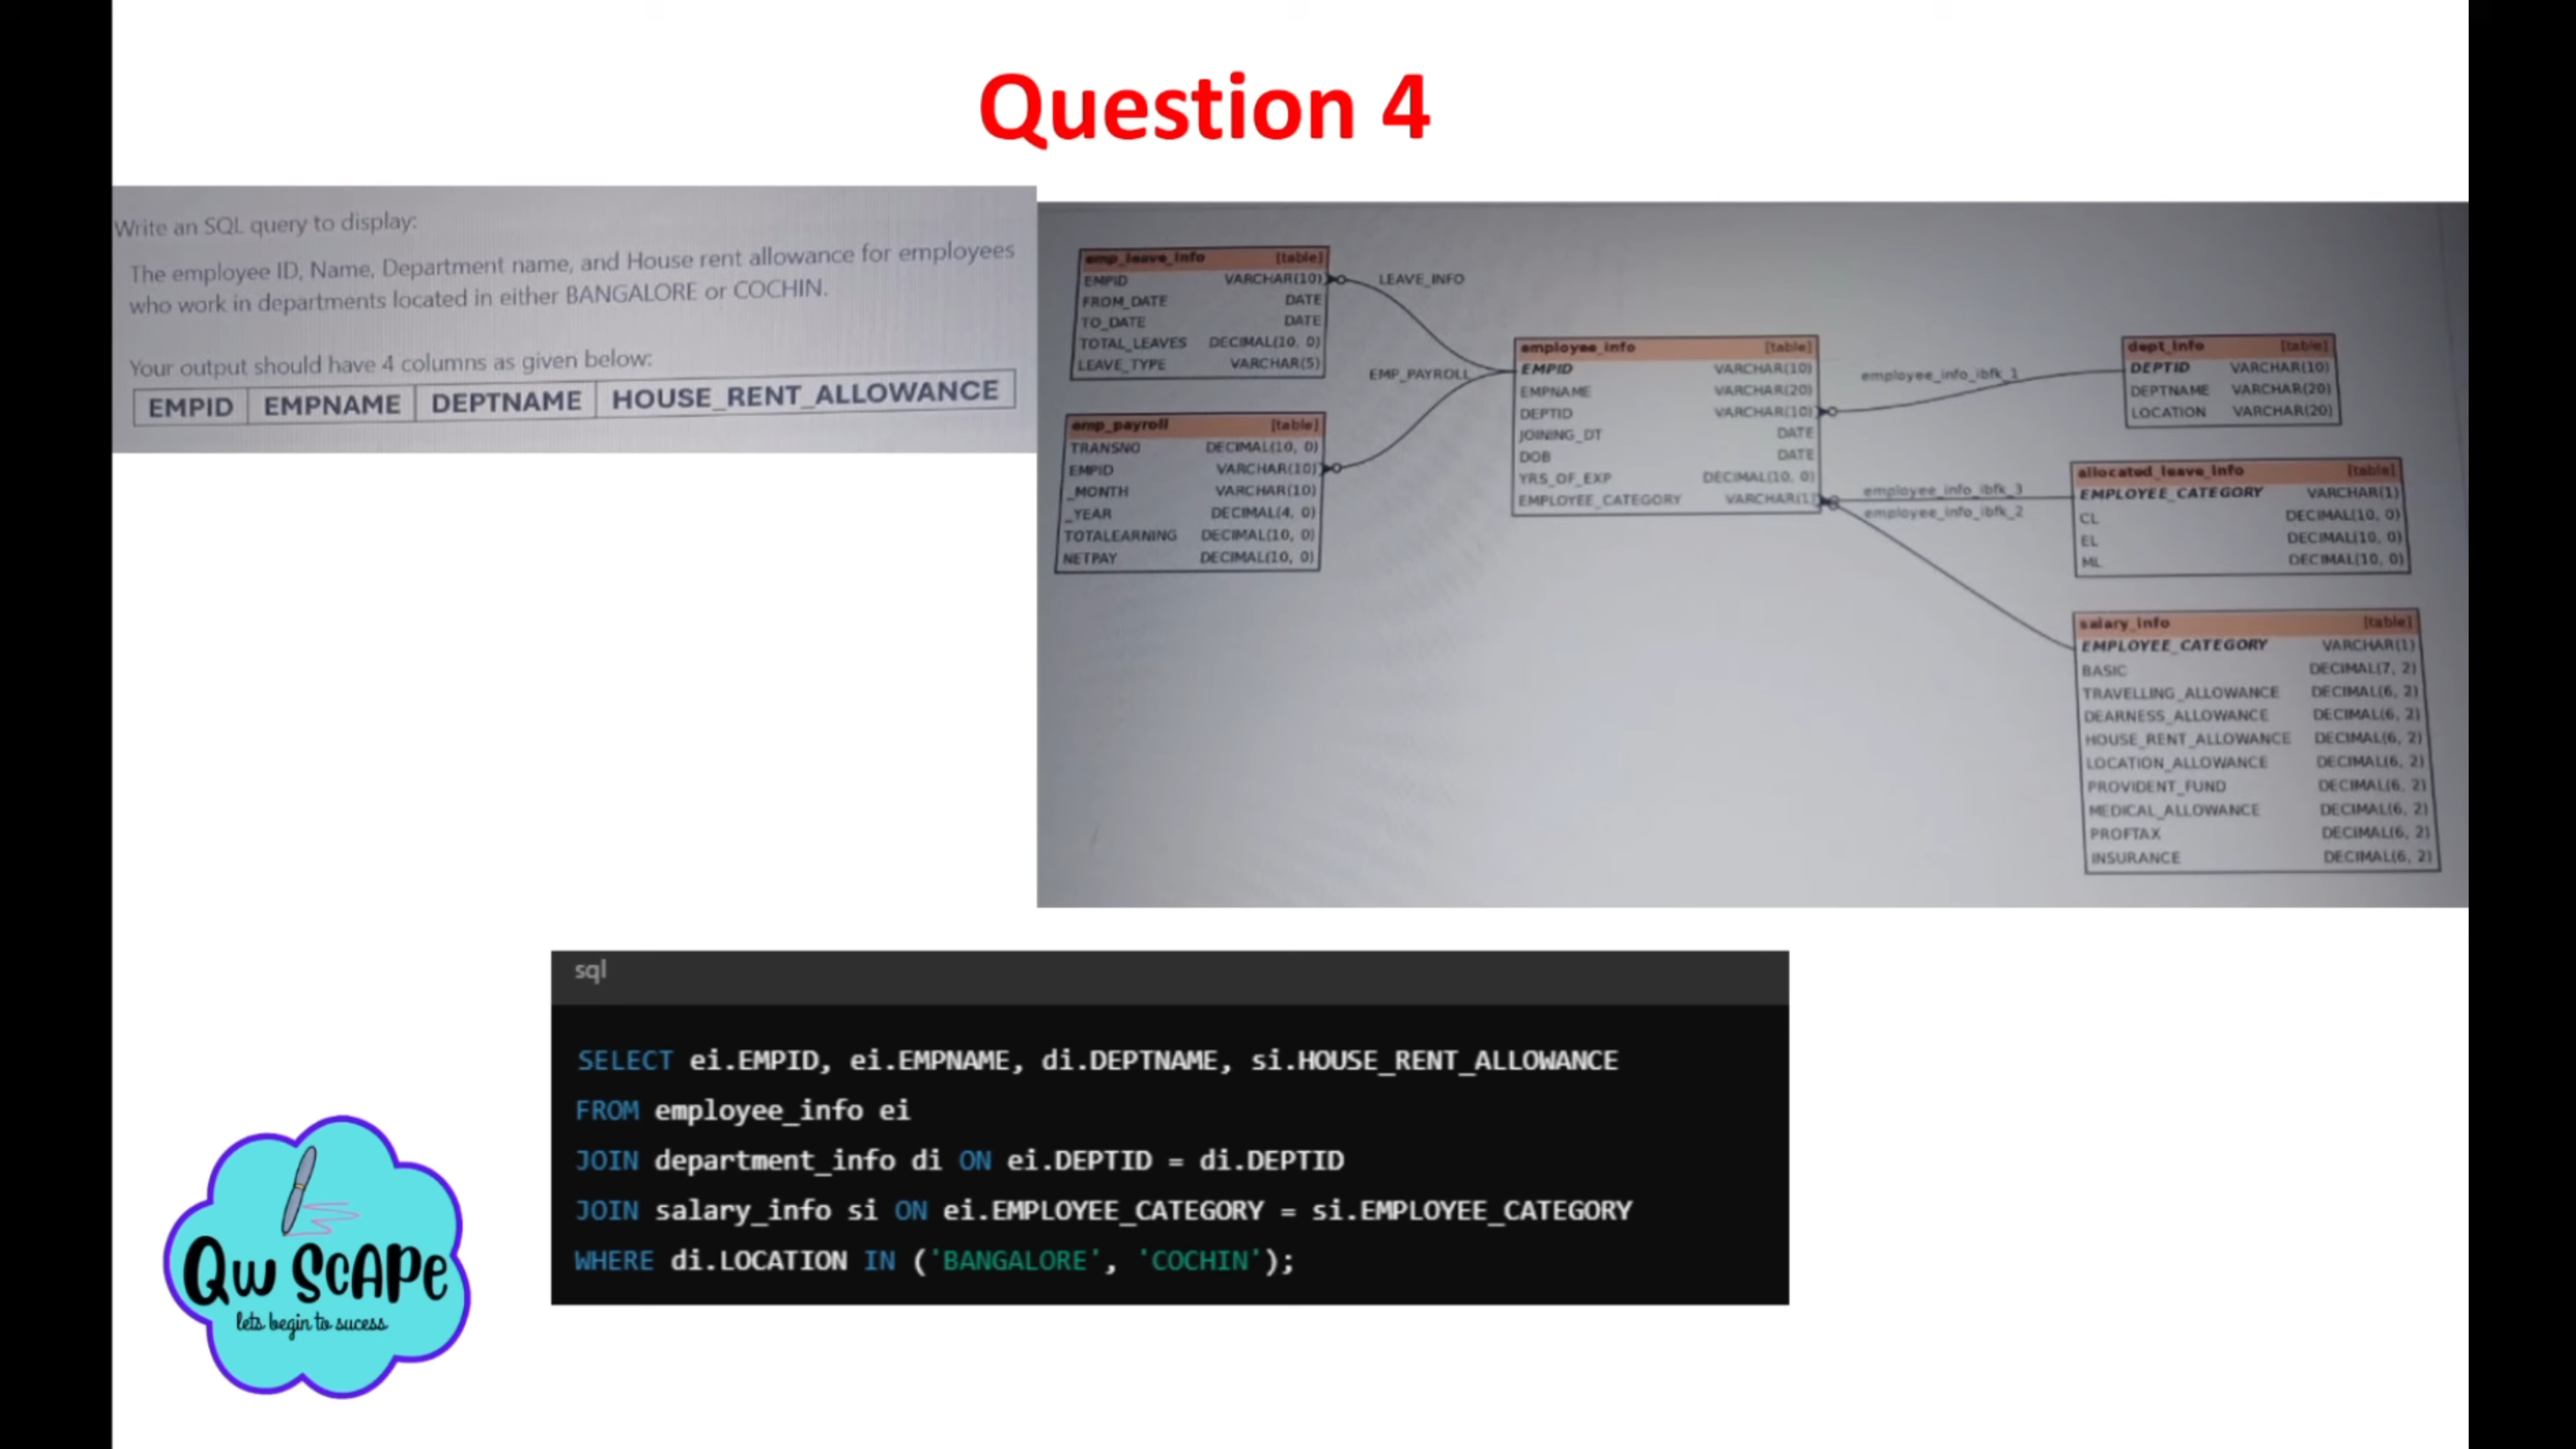 Question 4
Write an SQL query to display:
The employee ID, Name, Department name, and House rent allowance for employees
who work in departments located in either BANGALORE or COCHIN.
Your output should have 4 columns as given below:
EMPID EMPNAME DEPTNAME HOUSE_RENT_ALLOWANCE
emp_leave_info [table]
EMPID VARCHAR(10)
FROM_DATE DATE
TO_DATE DATE
TOTAL_LEAVES DECIMAL(10, 0)
LEAVE_TYPE VARCHAR(5)
LEAVE_INFO
EMP_PAYROLL
emp_payroll [table]
TRANSNO DECIMAL(10, 0)
EMPID VARCHAR(10)
_MONTH VARCHAR(10)
_YEAR DECIMAL(4, 0)
TOTALEARNING DECIMAL(10, 0)
NETPAY DECIMAL(10, 0)
employee_info [table]
EMPID VARCHAR(10)
EMPNAME VARCHAR(20)
DEPTID VARCHAR(10)
JOINING_DT DATE
DOB DATE
YRS_OF_EXP DECIMAL(10, 0)
EMPLOYEE_CATEGORY VARCHAR(1)
employee_info_ibfk_1
employee_info_ibfk_3
employee_info_ibfk_2
dept_info [table]
DEPTID VARCHAR(10)
DEPTNAME VARCHAR(20)
LOCATION VARCHAR(20)
allocated_leave_info [table]
EMPLOYEE_CATEGORY VARCHAR(1)
CL DECIMAL(10, 0)
EL DECIMAL(10, 0)
ML DECIMAL(10, 0)
salary_info [table]
EMPLOYEE_CATEGORY VARCHAR(1)
BASIC DECIMAL(7, 2)
TRAVELLING_ALLOWANCE DECIMAL(6, 2)
DEARNESS_ALLOWANCE DECIMAL(6, 2)
HOUSE_RENT_ALLOWANCE DECIMAL(6, 2)
LOCATION_ALLOWANCE DECIMAL(6, 2)
PROVIDENT_FUND DECIMAL(6, 2)
MEDICAL_ALLOWANCE DECIMAL(6, 2)
PROFTAX DECIMAL(6, 2)
INSURANCE DECIMAL(6, 2)
sql
SELECT ei.EMPID, ei.EMPNAME, di.DEPTNAME, si.HOUSE_RENT_ALLOWANCE
FROM employee_info ei
JOIN department_info di ON ei.DEPTID = di.DEPTID
JOIN salary_info si ON ei.EMPLOYEE_CATEGORY = si.EMPLOYEE_CATEGORY
WHERE di.LOCATION IN ('BANGALORE', 'COCHIN');
Qw ScAPe
lets begin to sucess